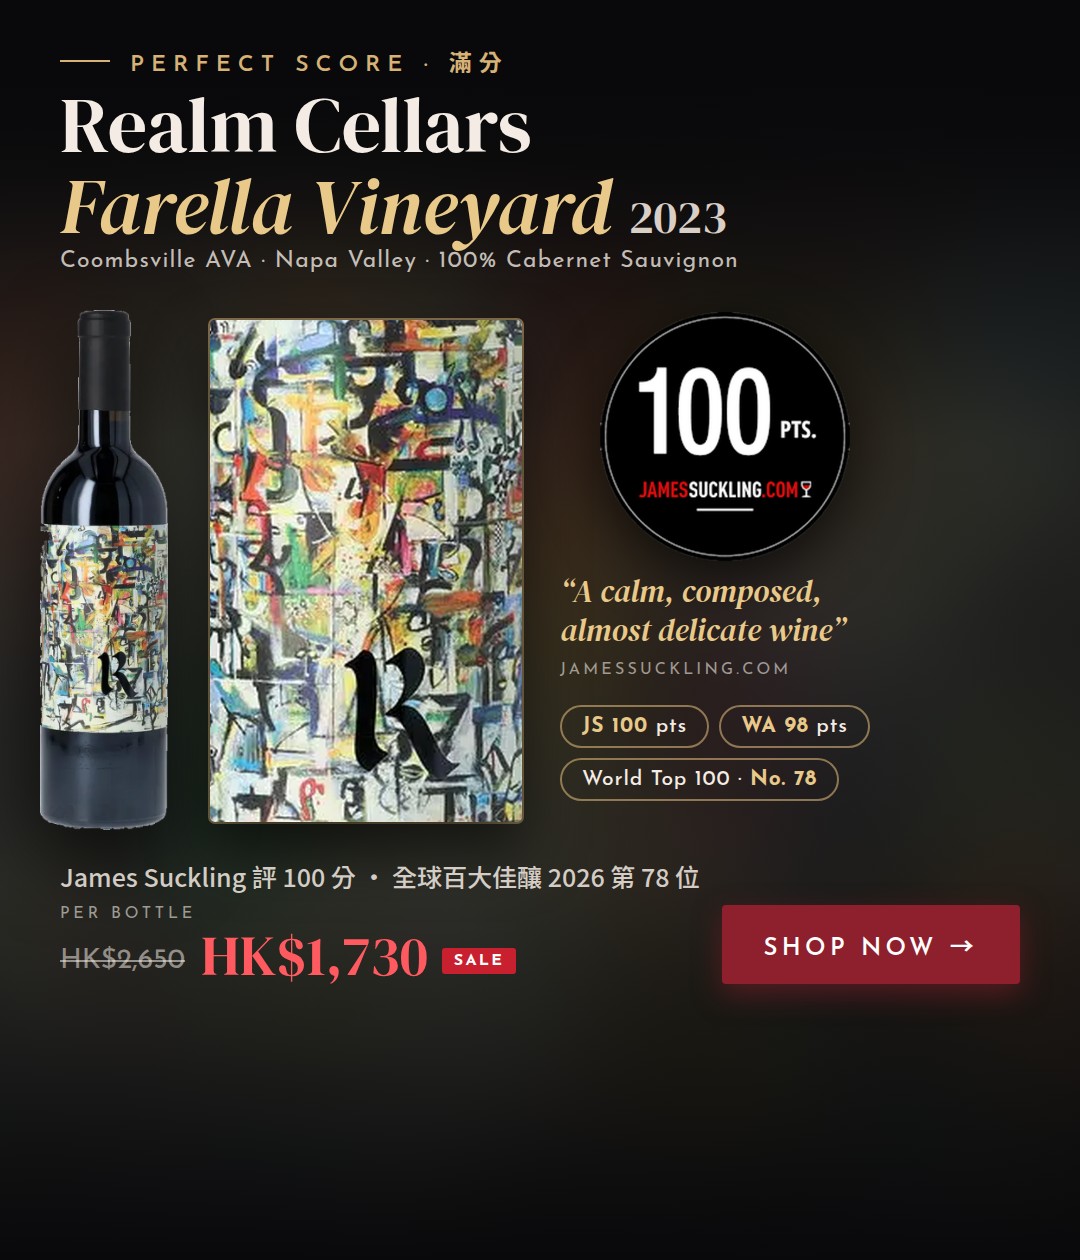 PERFECT SCORE · 滿分
Realm Cellars
Farella Vineyard 2023
Coombsville AVA · Napa Valley · 100% Cabernet Sauvignon
R
R
100 PTS.
JAMESSUCKLING.COM
“A calm, composed,
almost delicate wine”
JAMESSUCKLING.COM
JS 100 pts
WA 98 pts
World Top 100 · No. 78
James Suckling 評 100 分 ・ 全球百大佳釀 2026 第 78 位
PER BOTTLE
HK$2,650 HK$1,730 SALE
SHOP NOW →